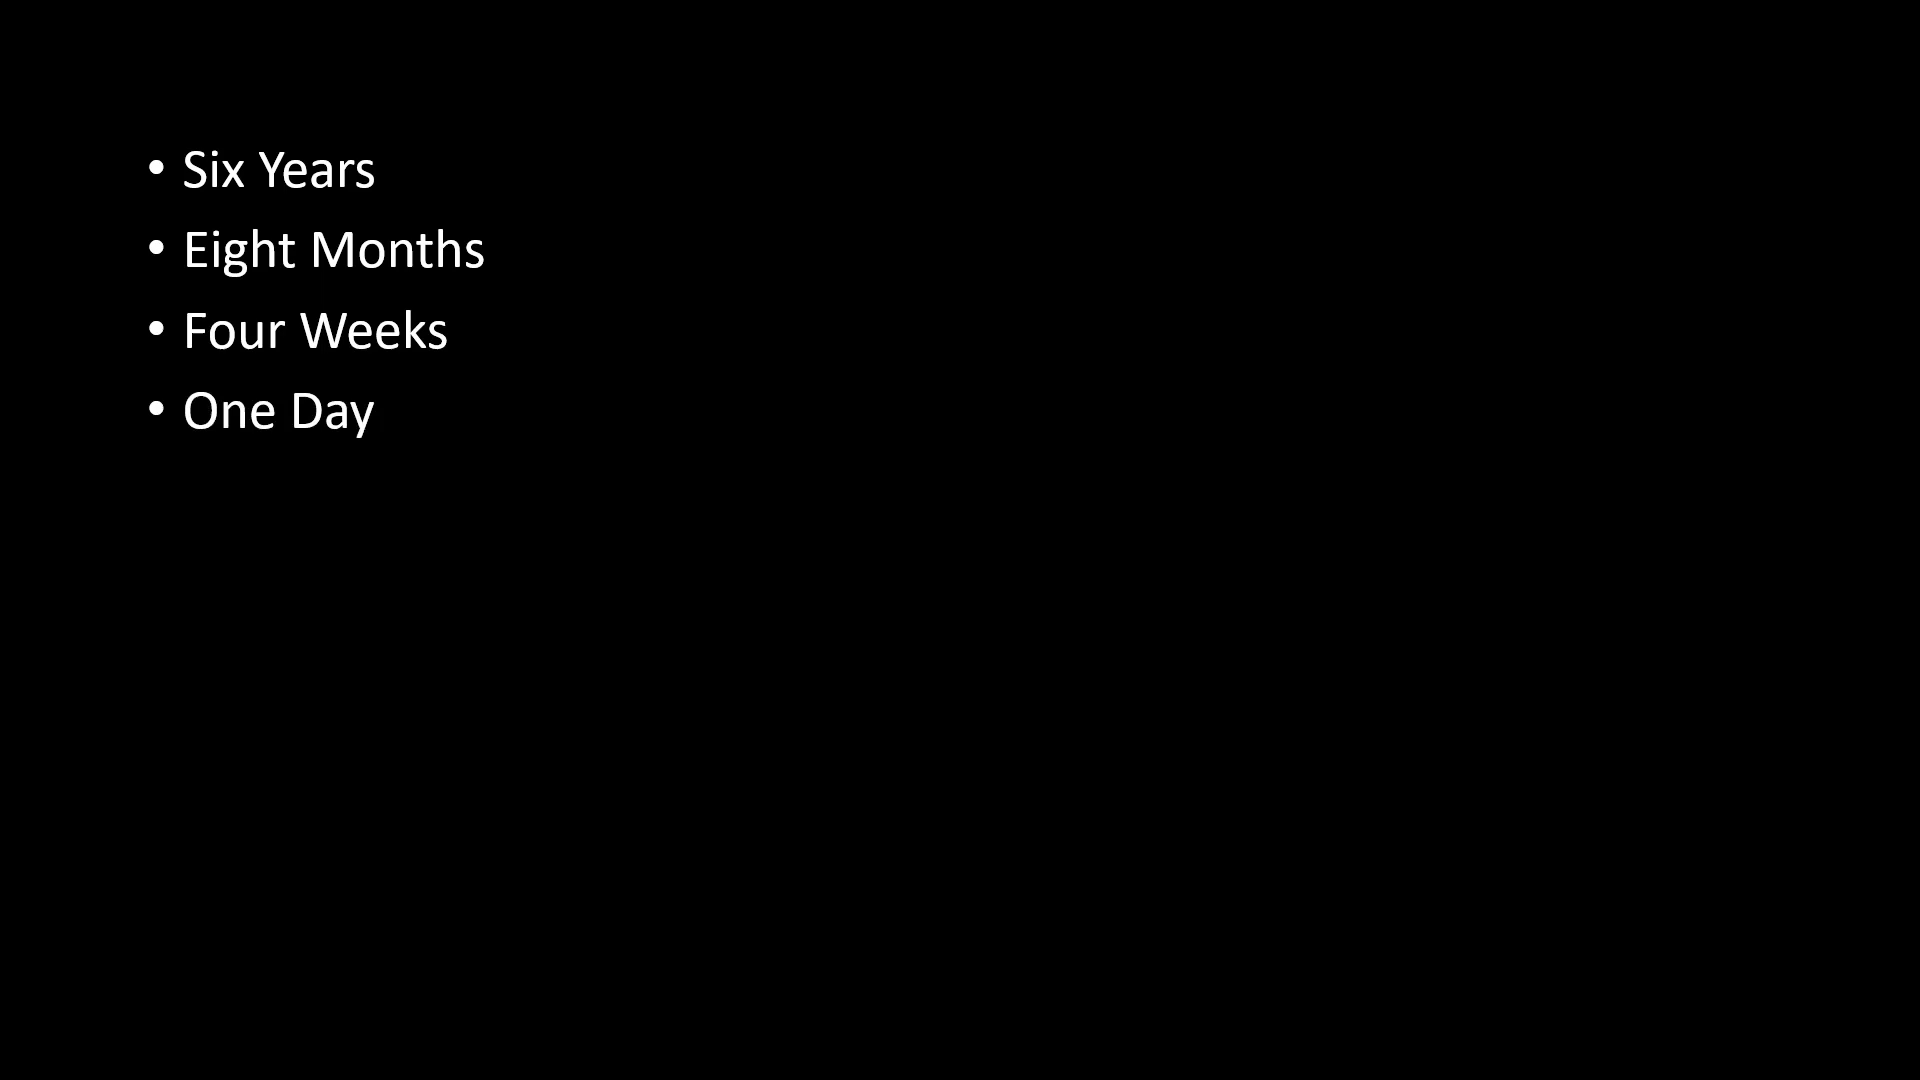 • Six Years
• Eight Months
• Four Weeks
• One Day